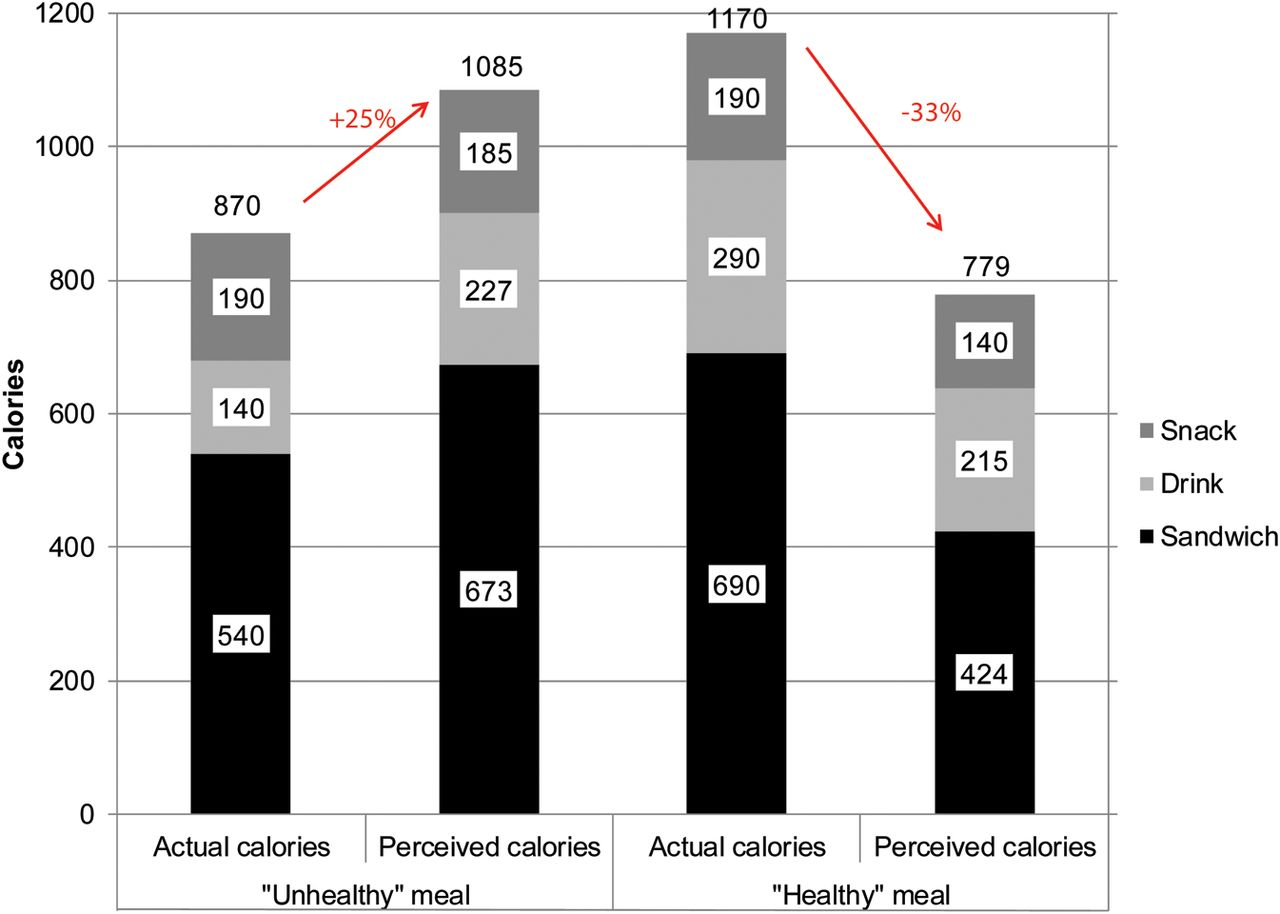 1200
1170
1085
190
+25%
-33%
1000
185
870
290
779
800
190
227
140
140
600
215
Snack
Drink
Sandwich
Calories
400
540
673
690
424
200
0
Actual calories
Perceived calories
Actual calories
Perceived calories
"Unhealthy" meal
"Healthy" meal